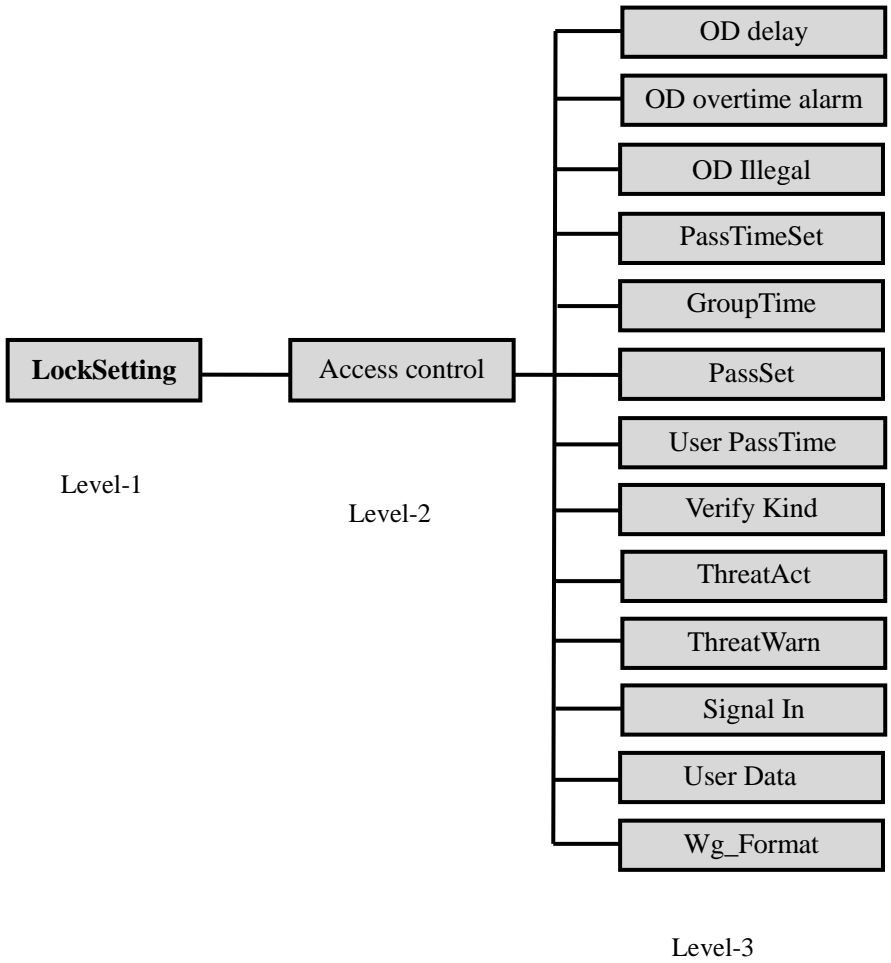 OD delay
OD overtime alarm
OD Illegal
PassTimeSet
GroupTime
LockSetting
Access control
PassSet
User PassTime
Level-1
Level-2
Verify Kind
ThreatAct
ThreatWarn
Signal In
User Data
Wg_Format
Level-3